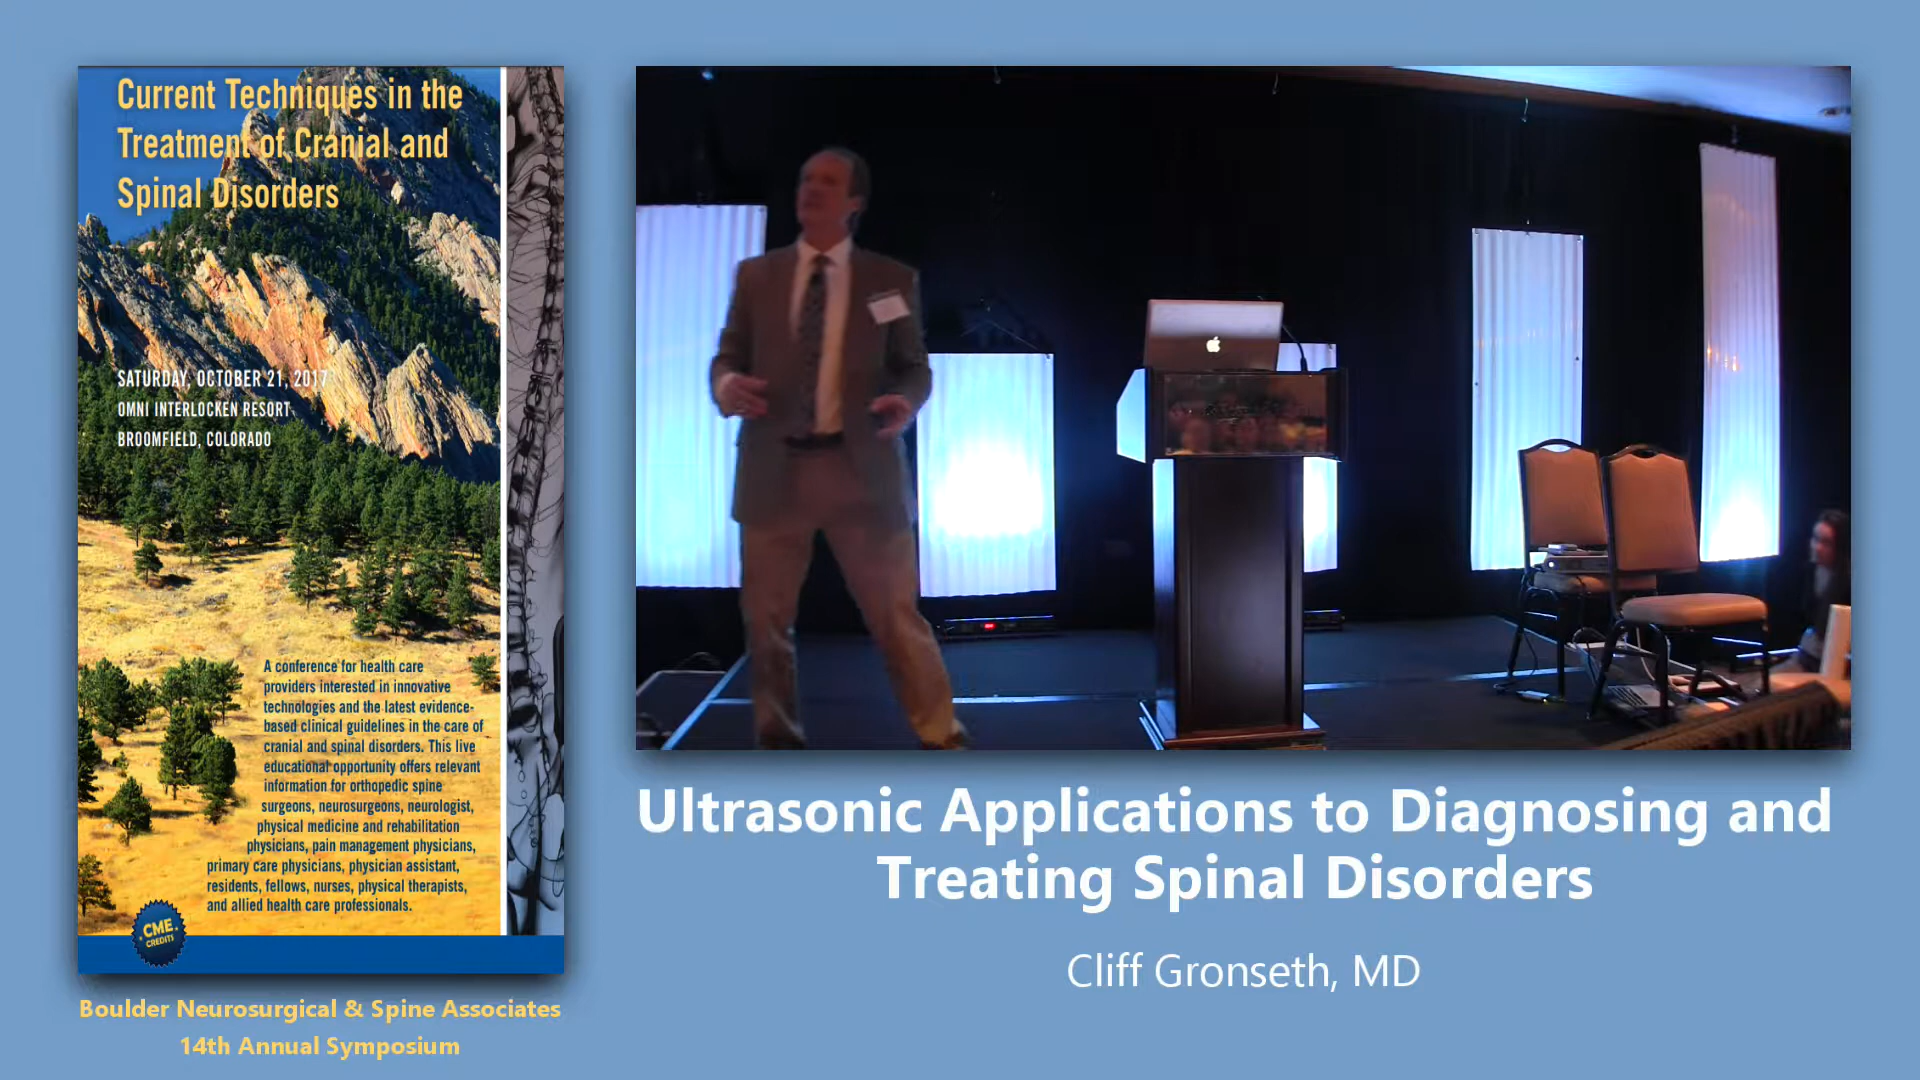 Current Techniques in the
Treatment of Cranial and
Spinal Disorders
SATURDAY, OCTOBER 21, 2017
OMNI INTERLOCKEN RESORT
BROOMFIELD, COLORADO
A conference for health care
providers interested in innovative
technologies and the latest evidence-
based clinical guidelines in the care of
cranial and spinal disorders. This live
educational opportunity offers relevant
information for orthopedic spine
surgeons, neurosurgeons, neurologist,
physical medicine and rehabilitation
physicians, pain management physicians,
primary care physicians, physician assistant,
residents, fellows, nurses, physical therapists,
and allied health care professionals.
CME
CREDITS
Boulder Neurosurgical & Spine Associates
14th Annual Symposium
Ultrasonic Applications to Diagnosing and
Treating Spinal Disorders
Cliff Gronseth, MD